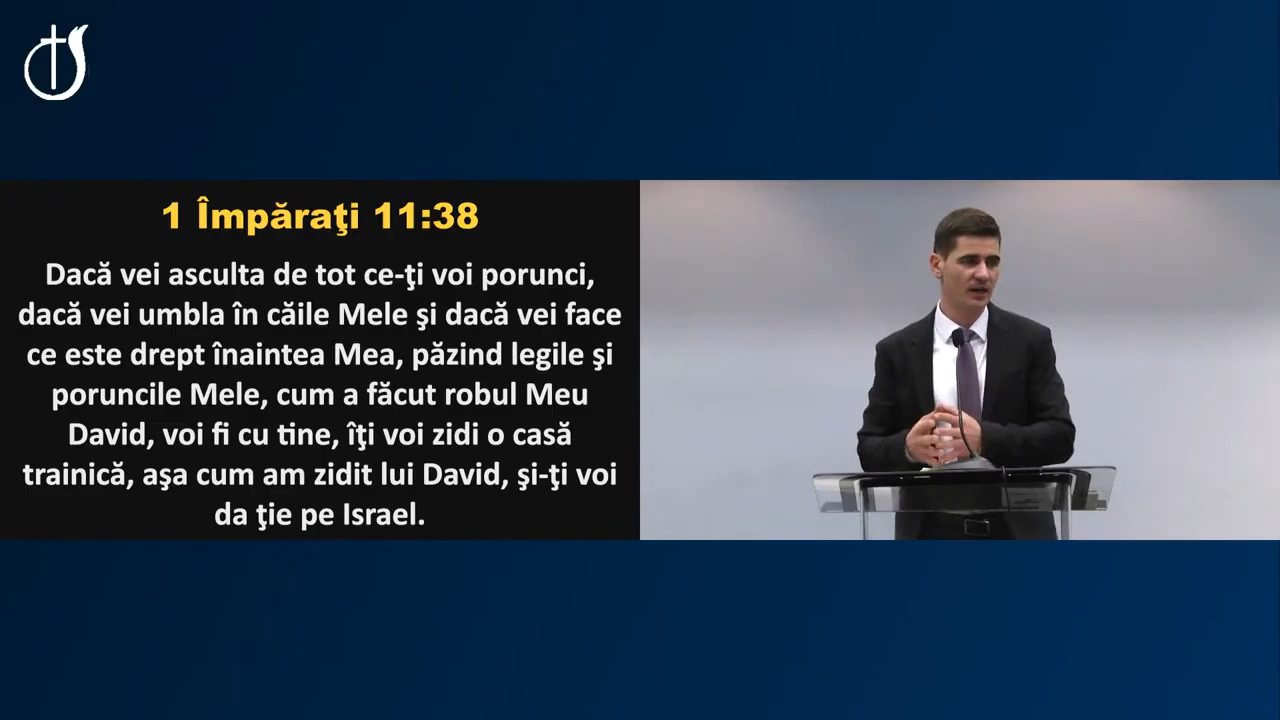 1 Împăraţi 11:38
Dacă vei asculta de tot ce-ţi voi porunci,
dacă vei umbla în căile Mele şi dacă vei face
ce este drept înaintea Mea, păzind legile şi
poruncile Mele, cum a făcut robul Meu
David, voi fi cu tine, îţi voi zidi o casă
trainică, aşa cum am zidit lui David, şi-ţi voi
da ţie pe Israel.